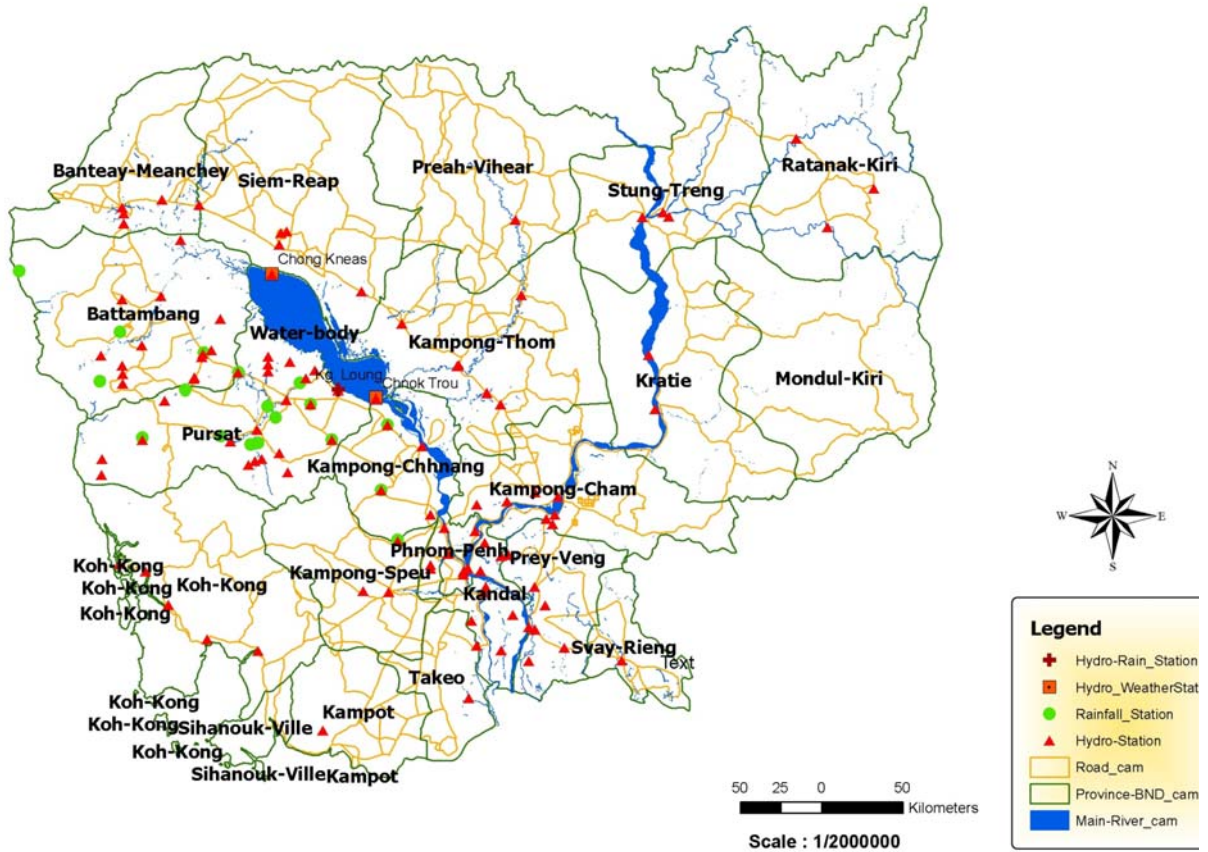 Banteay-Meanchey
Siem-Reap
Preah-Vihear
Stung-Treng
Ratanak-Kiri
Chong Kneas
Battambang
Water-body
Kampong-Thom
Kratie
Mondul-Kiri
Kg. Loung
Chnok Trou
Pursat
Kampong-Chhnang
Kampong-Cham
Phnom-Penh
Prey-Veng
Koh-Kong
Koh-Kong
Koh-Kong
Koh-Kong
Kampong-Speu
Kandal
Svay-Rieng
Text
Takeo
Koh-Kong
Koh-Kong
Koh-Kong
Sihanouk-Ville
Kampot
Sihanouk-Ville
Kampot
N
W
E
S
50 25 0 50
Kilometers
Scale : 1/2000000
Legend
Hydro-Rain_Station
Hydro_WeatherStat
Rainfall_Station
Hydro-Station
Road_cam
Province-BND_cam
Main-River_cam